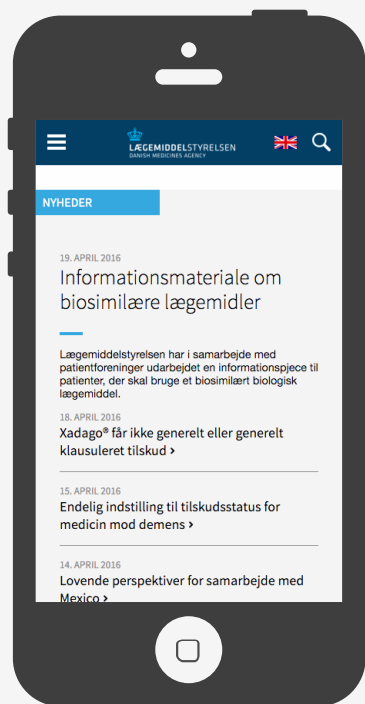 LÆGEMIDDELSTYRELSEN
DANISH MEDICINES AGENCY
NYHEDER
19. APRIL 2016
Informationsmateriale om
biosimilære lægemidler
Lægemiddelstyrelsen har i samarbejde med
patientforeninger udarbejdet en informationspjece til
patienter, der skal bruge et biosimilært biologisk
lægemiddel.
18. APRIL 2016
Xadago® får ikke generelt eller generelt
klausuleret tilskud ›
15. APRIL 2016
Endelig indstilling til tilskudsstatus for
medicin mod demens ›
14. APRIL 2016
Lovende perspektiver for samarbejde med
Mexico ›